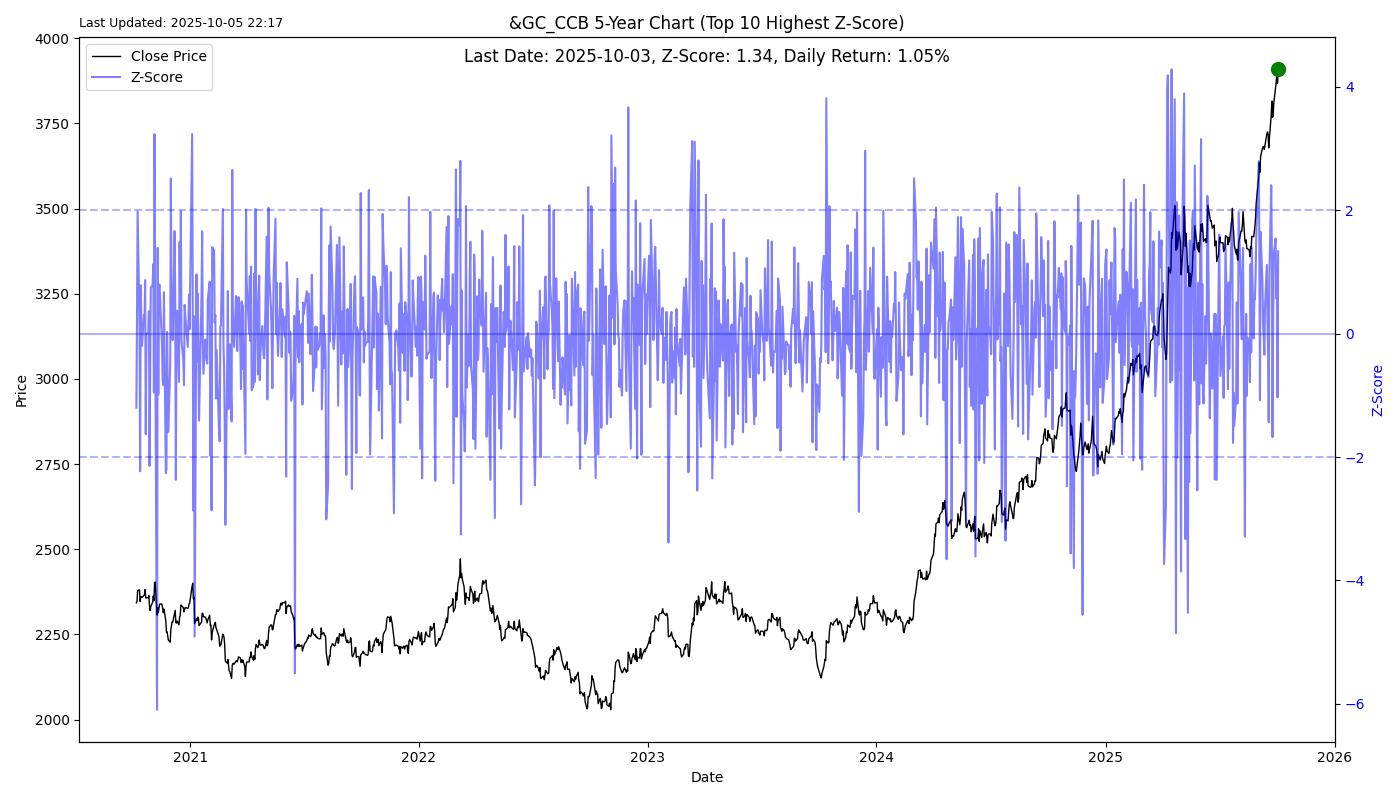 Last Updated: 2025-10-05 22:17
&GC_CCB 5-Year Chart (Top 10 Highest Z-Score)
Last Date: 2025-10-03, Z-Score: 1.34, Daily Return: 1.05%
Close Price
Z-Score
4000
3750
3500
3250
3000
2750
2500
2250
2000
Price
4
2
0
−2
−4
−6
Z-Score
2021
2022
2023
2024
2025
2026
Date